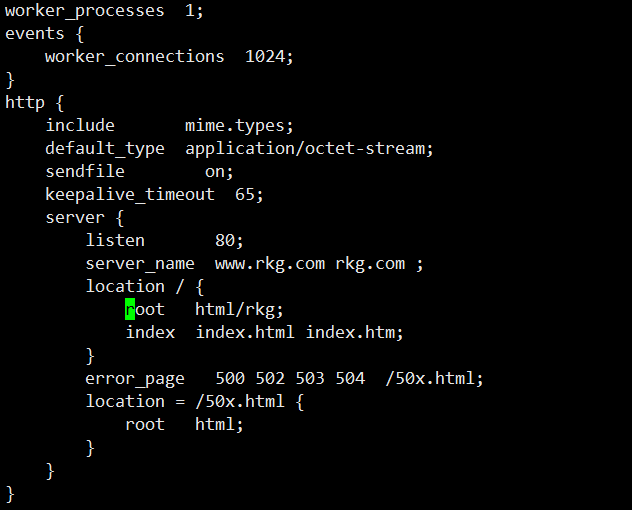 worker_processes  1;
events {
    worker_connections  1024;
}
http {
    include       mime.types;
    default_type  application/octet-stream;
    sendfile        on;
    keepalive_timeout  65;
    server {
        listen       80;
        server_name  www.rkg.com rkg.com ;
        location / {
            root   html/rkg;
            index  index.html index.htm;
        }
        error_page   500 502 503 504  /50x.html;
        location = /50x.html {
            root   html;
        }
    }
}